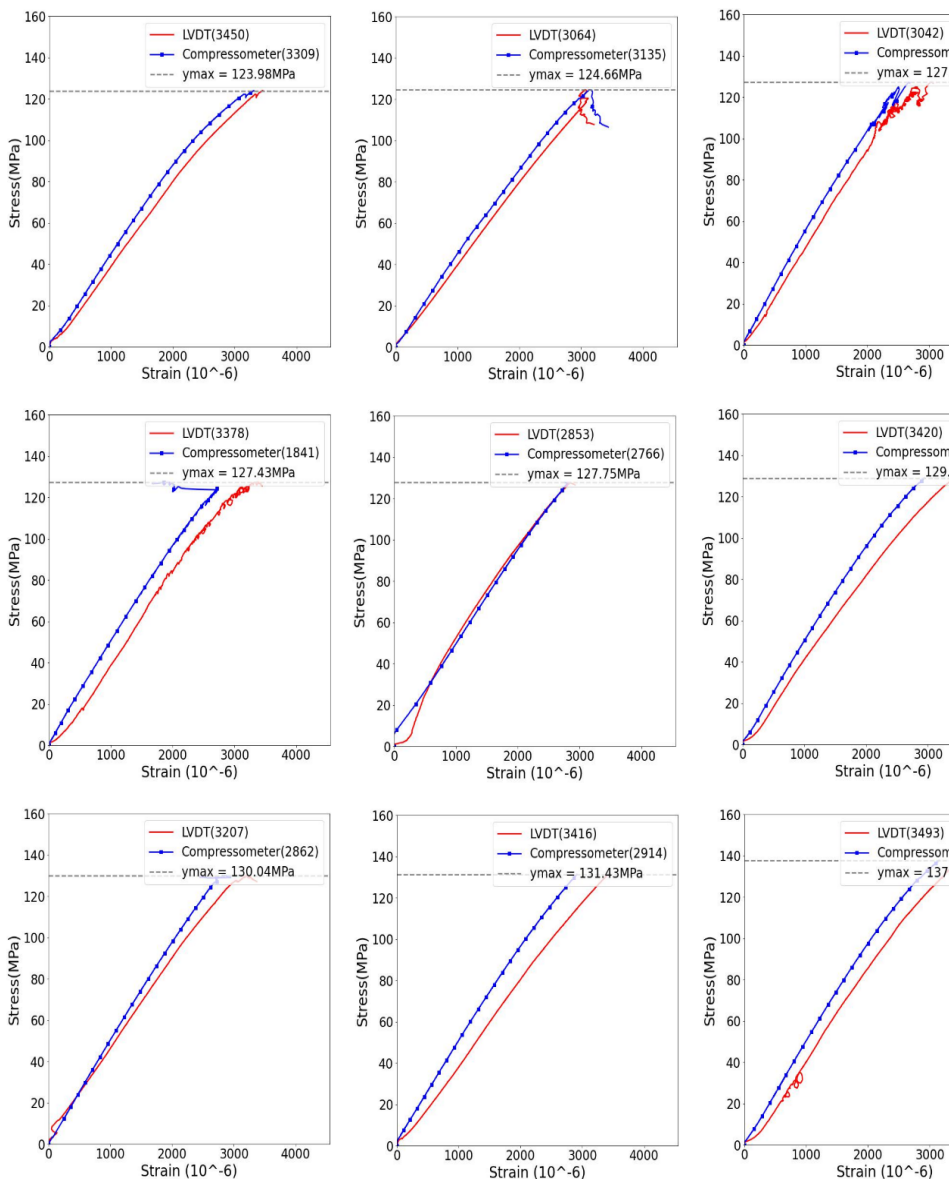 160
140
120
100
80
60
40
20
0
Stress(MPa)
LVDT(3450)
Compressometer(3309)
ymax = 123.98MPa
0 1000 2000 3000 4000
Strain (10^-6)
160
140
120
100
80
60
40
20
0
Stress(MPa)
LVDT(3064)
Compressometer(3135)
ymax = 124.66MPa
0 1000 2000 3000 4000
Strain (10^-6)
160
140
120
100
80
60
40
20
0
Stress(MPa)
LVDT(3042)
Compressom
ymax = 127
0 1000 2000 3000
Strain (10^-6)
160
140
120
100
80
60
40
20
0
Stress(MPa)
LVDT(3378)
Compressometer(1841)
ymax = 127.43MPa
0 1000 2000 3000 4000
Strain (10^-6)
160
140
120
100
80
60
40
20
0
Stress(MPa)
LVDT(2853)
Compressometer(2766)
ymax = 127.75MPa
0 1000 2000 3000 4000
Strain (10^-6)
160
140
120
100
80
60
40
20
0
Stress(MPa)
LVDT(3420)
Compressom
ymax = 129.
0 1000 2000 3000
Strain (10^-6)
160
140
120
100
80
60
40
20
0
Stress(MPa)
LVDT(3207)
Compressometer(2862)
ymax = 130.04MPa
0 1000 2000 3000 4000
Strain (10^-6)
160
140
120
100
80
60
40
20
0
Stress(MPa)
LVDT(3416)
Compressometer(2914)
ymax = 131.43MPa
0 1000 2000 3000 4000
Strain (10^-6)
160
140
120
100
80
60
40
20
0
Stress(MPa)
LVDT(3493)
Compressom
ymax = 137
0 1000 2000 3000
Strain (10^-6)